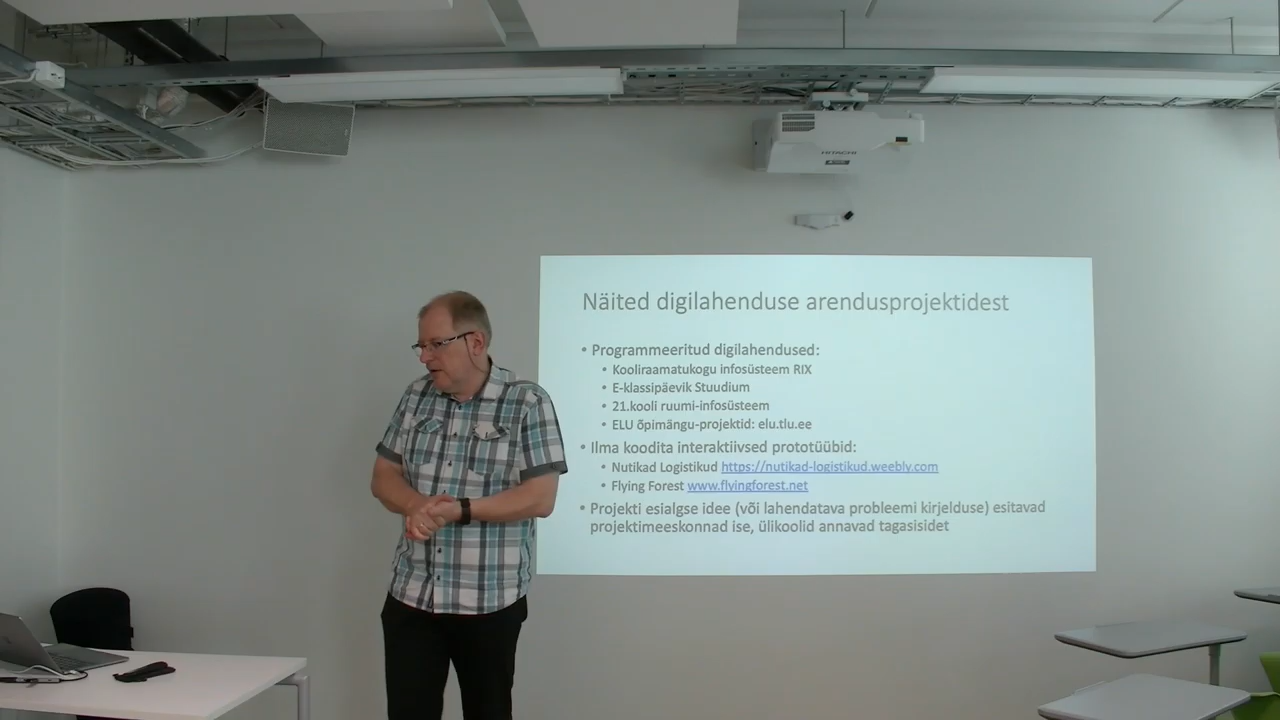 HITACHI
Näited digilahenduse arendusprojektidest
• Programmeeritud digilahendused:
• Kooliraamatukogu infosüsteem RIX
• E-klassipäevik Stuudium
• 21.kooli ruumi-infosüsteem
• ELU õpimängu-projektid: elu.tlu.ee
• Ilma koodita interaktiivsed prototüübid:
• Nutikad Logistikud https://nutikad-logistikud.weebly.com
• Flying Forest www.flyingforest.net
• Projekti esialgse idee (või lahendatava probleemi kirjelduse) esitavad
projektimeeskonnad ise, ülikoolid annavad tagasisidet